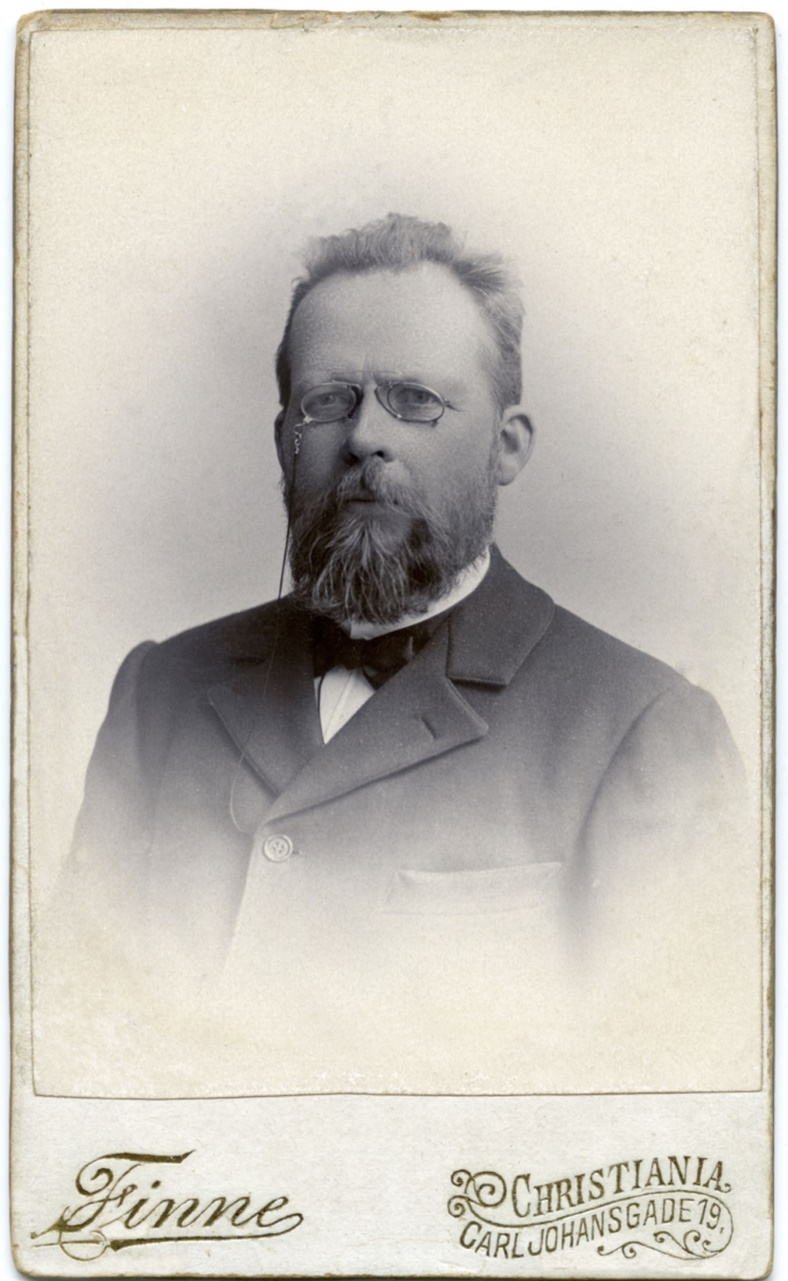 Finne
CHRISTIANIA.
CARL JOHANSGADE 19,